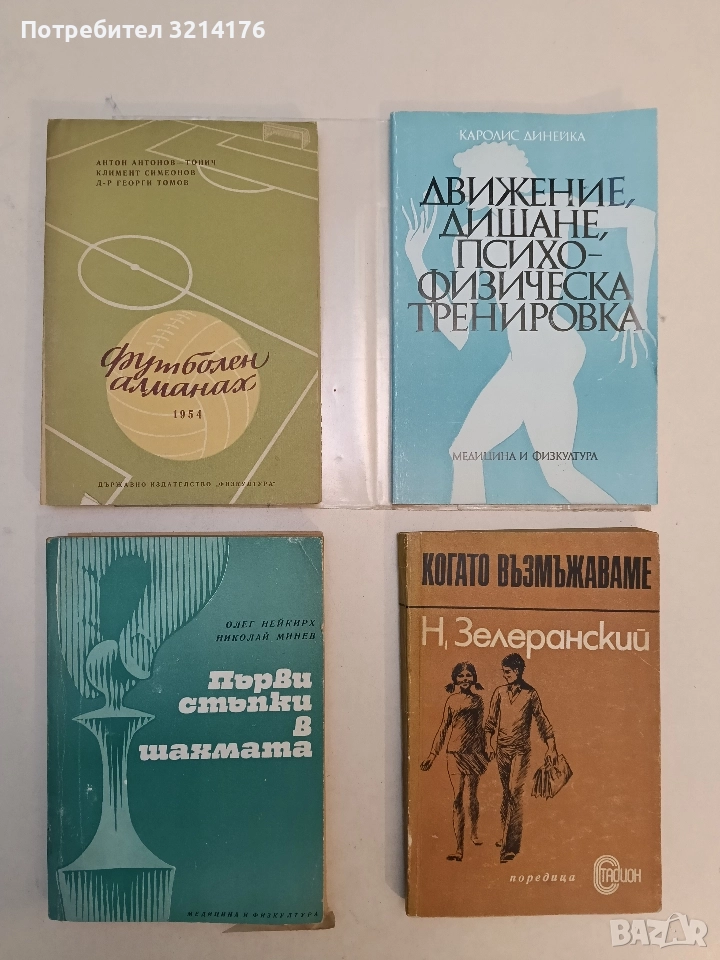 Потребител 3214176
АНТОН АНТОНОВ - ТОНИЧ
КЛИМЕНТ СИМЕОНОВ
Д-Р ГЕОРГИ ТОМОВ
Футболен
алманах
1954
ДЪРЖАВНО ИЗДАТЕЛСТВО „ФИЗКУЛТУРА"
КАРОЛИС ДИНЕЙКА
ДВИЖЕНИЕ,
ДИШАНЕ,
ПСИХО-
ФИЗИЧЕСКА
ТРЕНИРОВКА
МЕДИЦИНА И ФИЗКУЛТУРА
ОЛЕГ НЕЙКИРХ
НИКОЛАЙ МИНЕВ
Първи
стъпки
в
шахмата
МЕДИЦИНА И ФИЗКУЛТУРА
КОГАТО ВЪЗМЪЖАВАМЕ
Н. Зелеранский
поредица
СТАДИОН
BAZAR